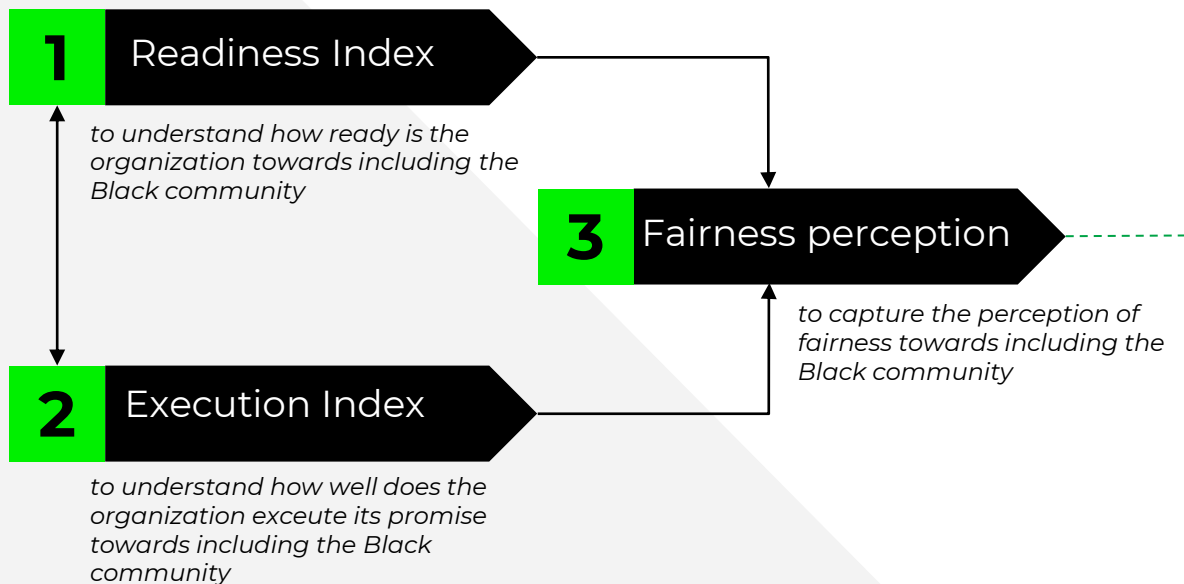 1
Readiness Index
to understand how ready is the
organization towards including the
Black community
3
Fairness perception
to capture the perception of
fairness towards including the
Black community
2
Execution Index
to understand how well does the
organization exceute its promise
towards including the Black
community